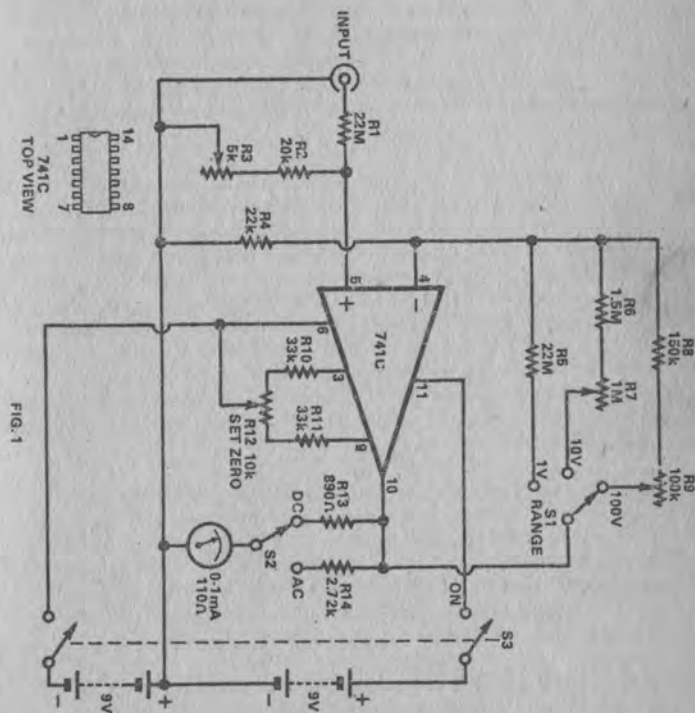 INPUT
R1
22M
R2
20k
R3
5k
R4
22k
14
8
1
7
741C
TOP VIEW
R8
150k
R9
100k
R6
1.5M
R7
1M
R5
22M
10V
100V
1V
S1
RANGE
4
5
+
−
741C
6
3
11
9
10
R10
33k
R11
33k
R12 10k
SET ZERO
R13
890Ω
R14
2.72k
DC
AC
S2
0-1mA
110Ω
ON
S3
−
9V
+
−
9V
+
FIG. 1